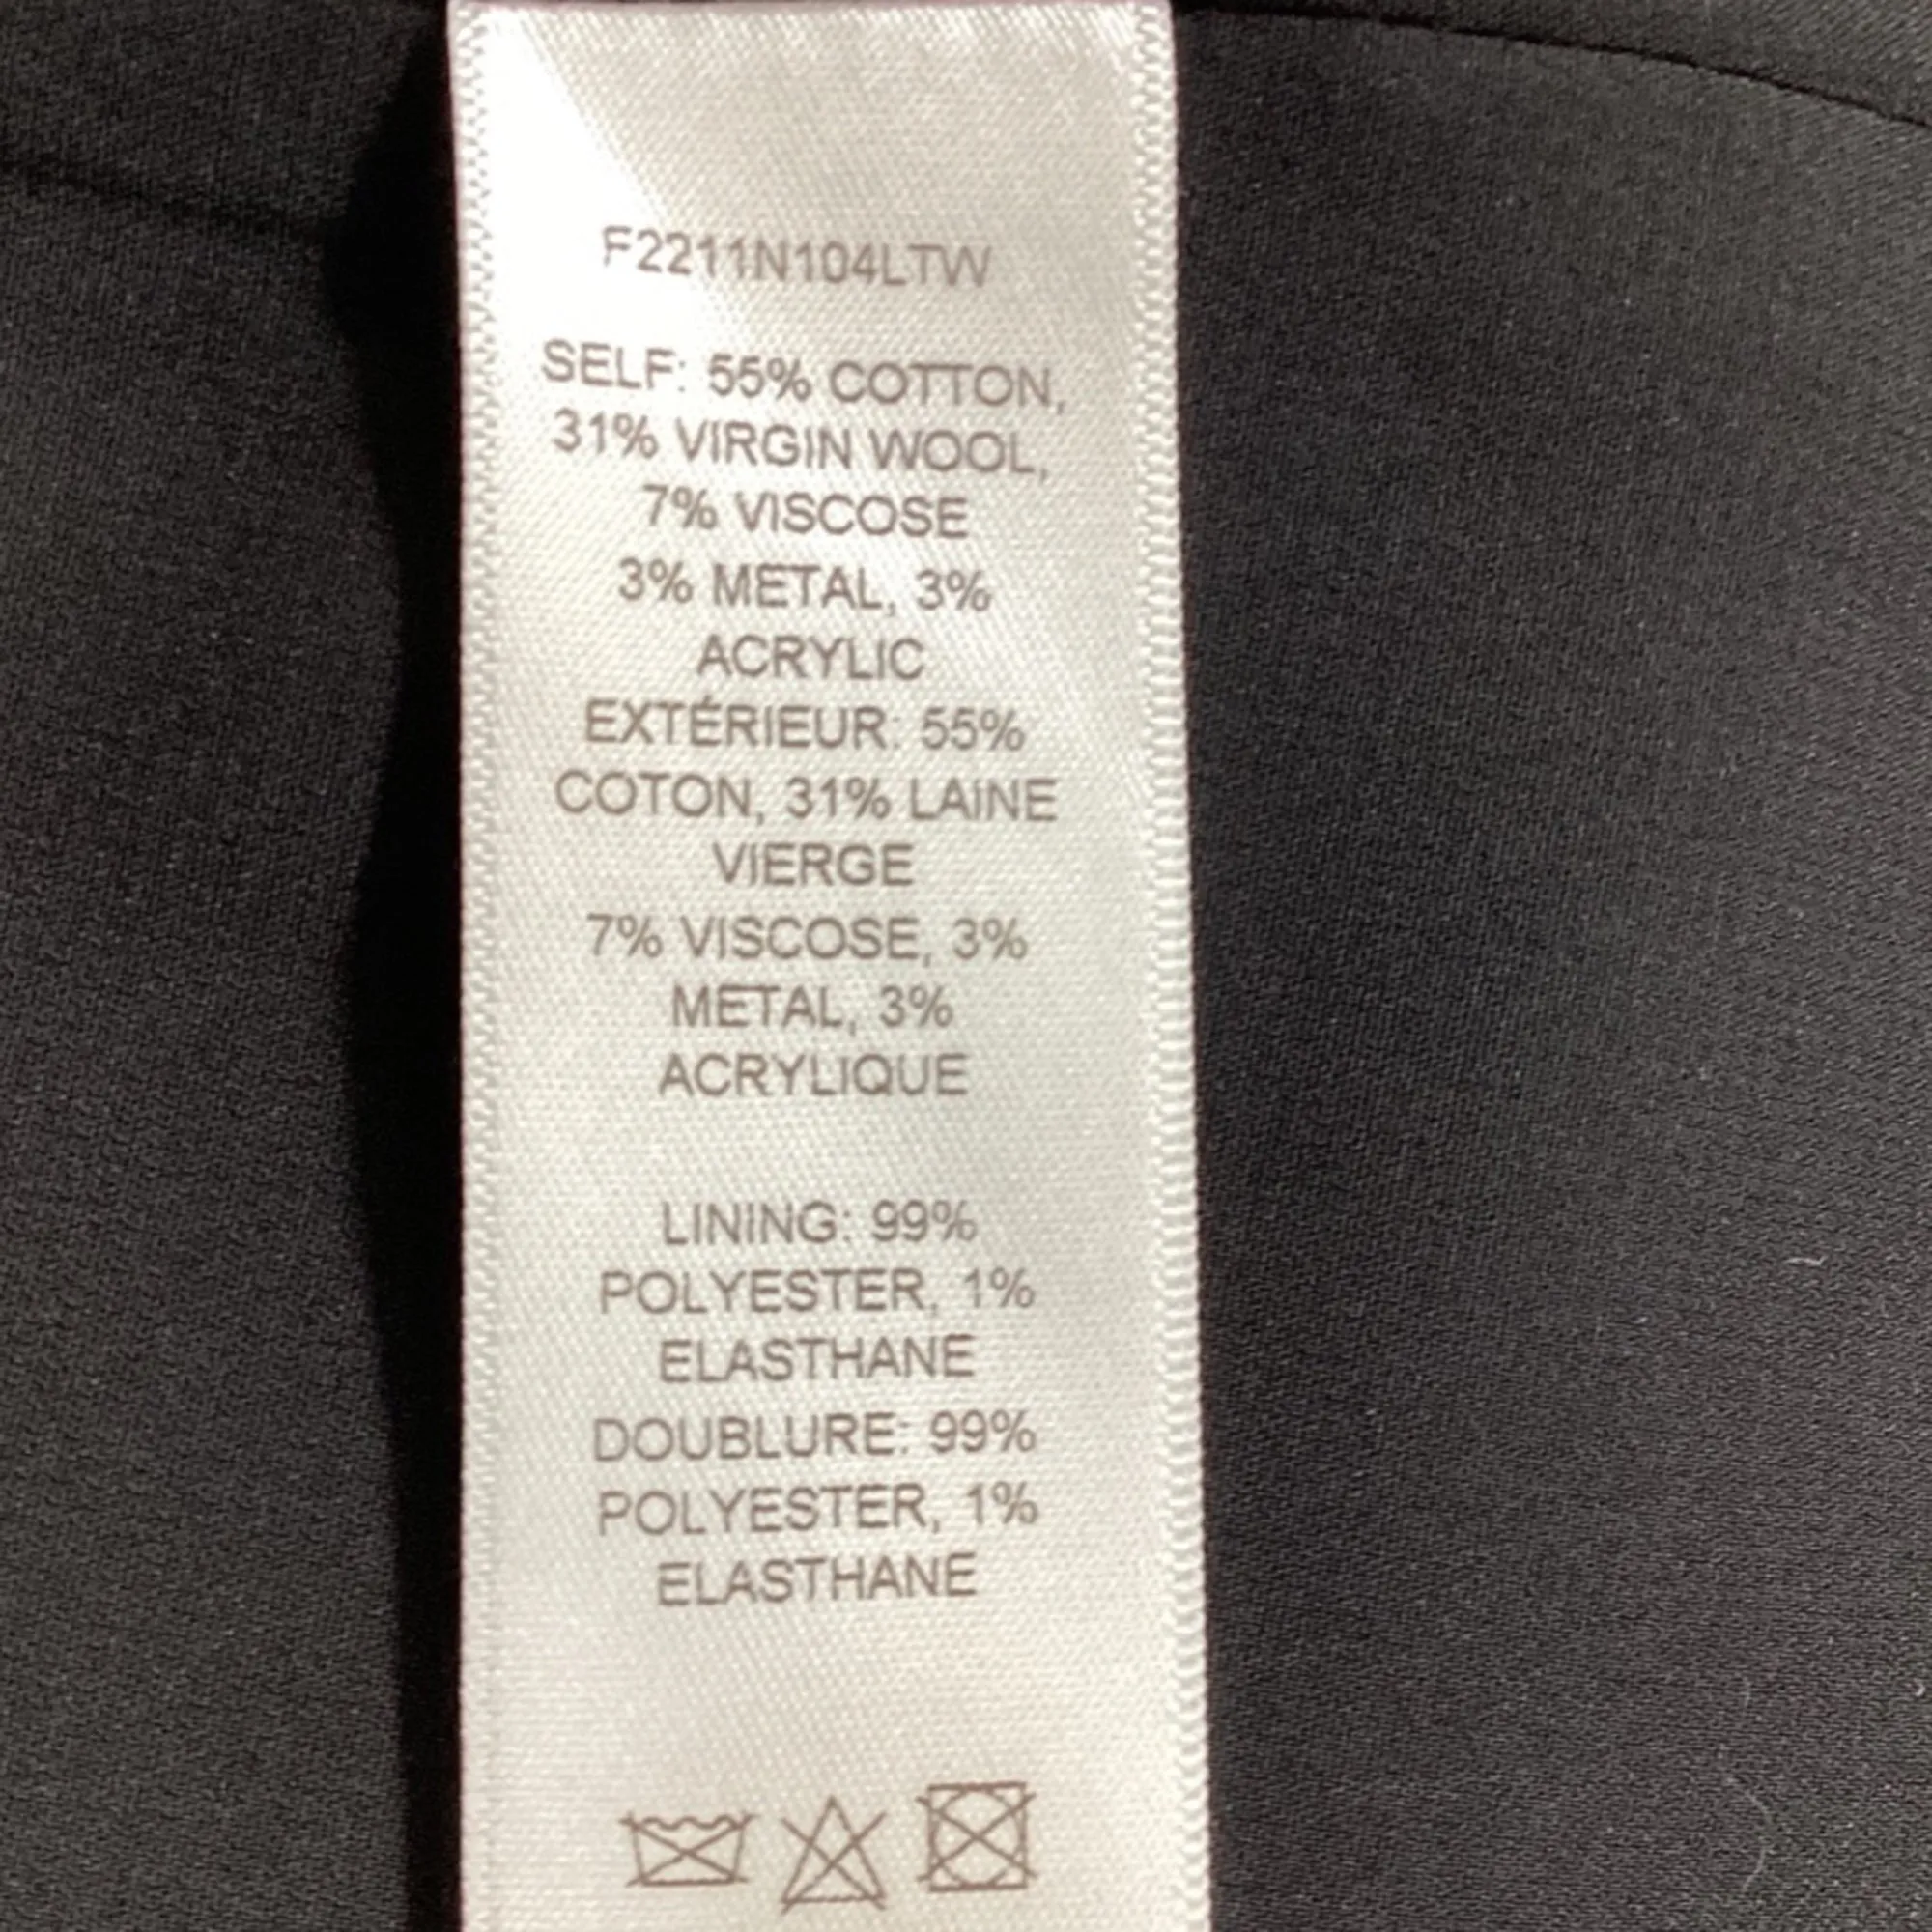 F2211N104LTW
SELF: 55% COTTON,
31% VIRGIN WOOL,
7% VISCOSE
3% METAL, 3%
ACRYLIC
EXTÉRIEUR: 55%
COTON, 31% LAINE
VIERGE
7% VISCOSE, 3%
METAL, 3%
ACRYLIQUE
LINING: 99%
POLYESTER, 1%
ELASTHANE
DOUBLURE: 99%
POLYESTER, 1%
ELASTHANE